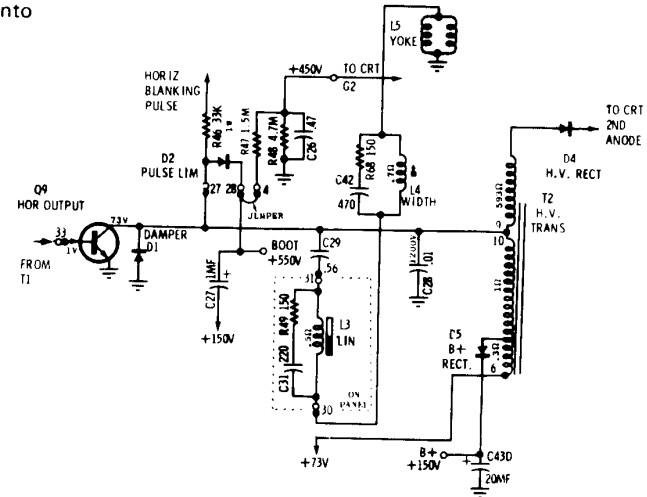 nto
L5
YOKE
+450V
TO CRT
G2
HORIZ
BLANKING
PULSE
R46 33K
1W
R47 1.5M
R48 4.7M
C26 .47
D2
PULSE LIM
27
28
4
JUMPER
R68 150
C42
470
.7Ω
L4
WIDTH
TO CRT
2ND
ANODE
D4
H.V. RECT
593Ω
T2
H.V.
TRANS
Q9
HOR OUTPUT
73V
33
1V
FROM
T1
DAMPER
D1
BOOT
+550V
C27 1MF
+
+150V
C29
.56
1200V
C28 .01
9
10
1Ω
31
R49 150
L3
LIN
.5Ω
C31 220
ON
PANEL
30
D5
B+
RECT.
.3Ω
6
+73V
B+
+150V
+
C43D
20MF